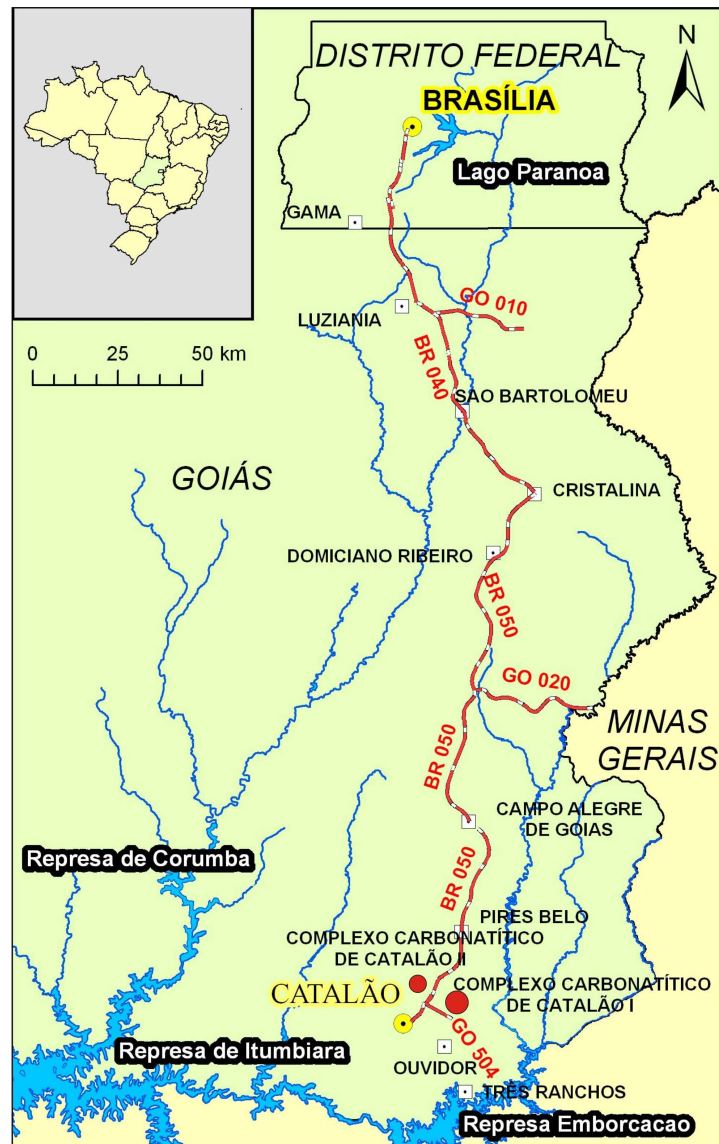 DISTRITO FEDERAL
N
BRASÍLIA
Lago Paranoa
GAMA
GO 010
LUZIANIA
0 25 50 km
BR 040
SAO BARTOLOMEU
GOIÁS
CRISTALINA
DOMICIANO RIBEIRO
BR 050
GO 020
MINAS
GERAIS
BR 050
CAMPO ALEGRE
DE GOIAS
Represa de Corumba
BR 050
PIRES BELO
COMPLEXO CARBONATÍTICO
DE CATALÃO II
COMPLEXO CARBONATÍTICO
DE CATALÃO I
CATALÃO
GO 504
Represa de Itumbiara
OUVIDOR
TRÊS RANCHOS
Represa Emborcacao